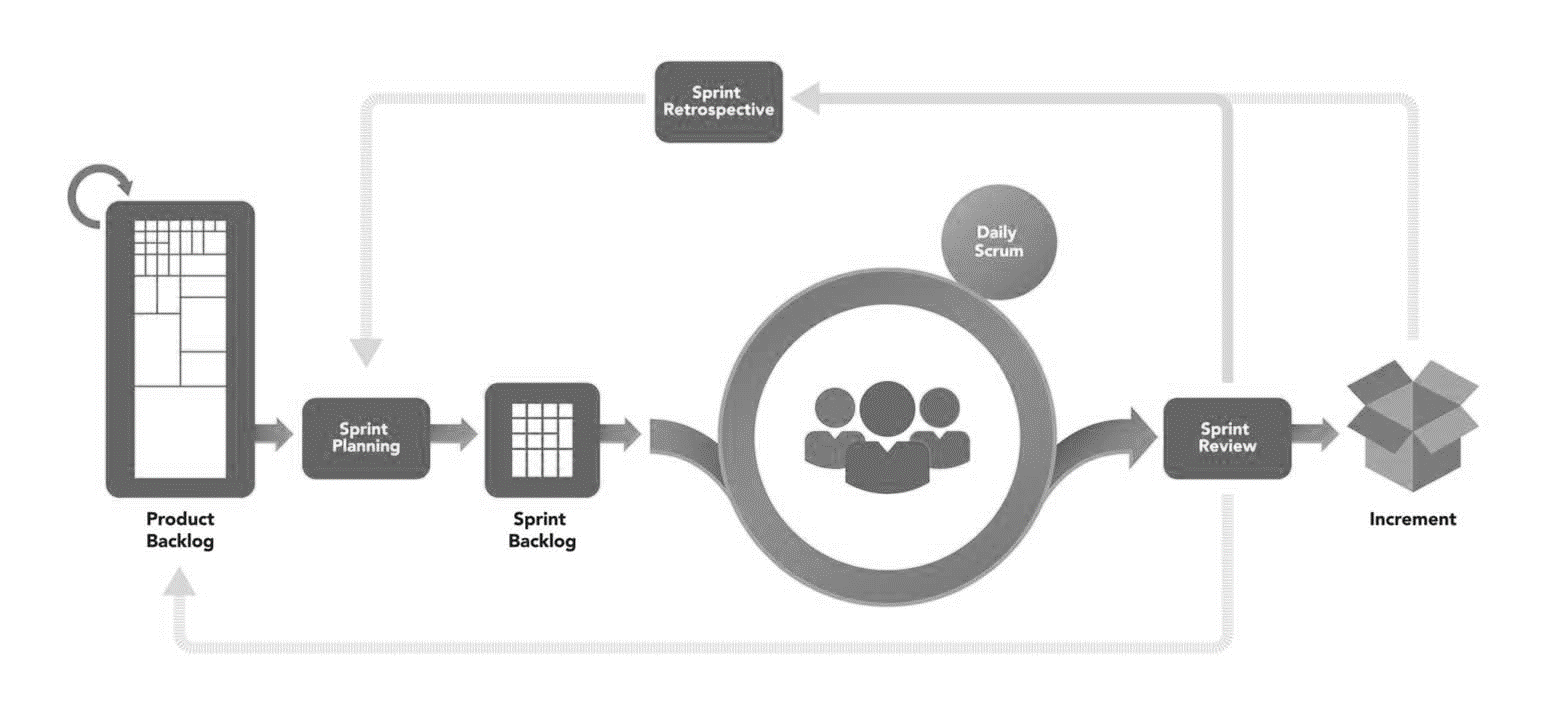 Sprint
Retrospective
Daily
Scrum
Sprint
Planning
Sprint
Review
Product
Backlog
Sprint
Backlog
Increment